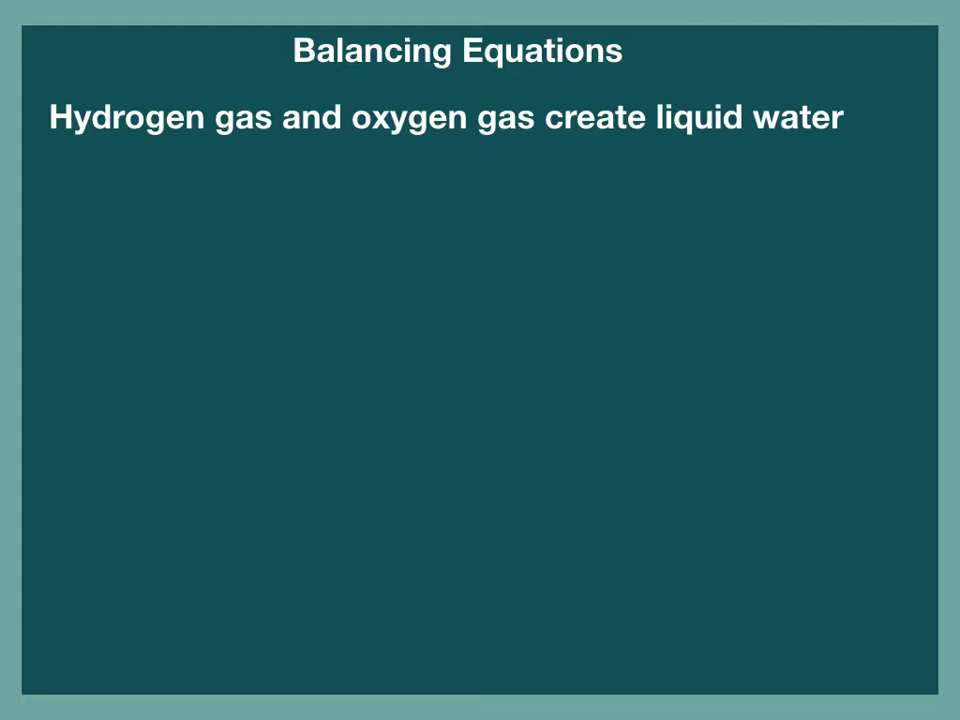 Balancing Equations
Hydrogen gas and oxygen gas create liquid water